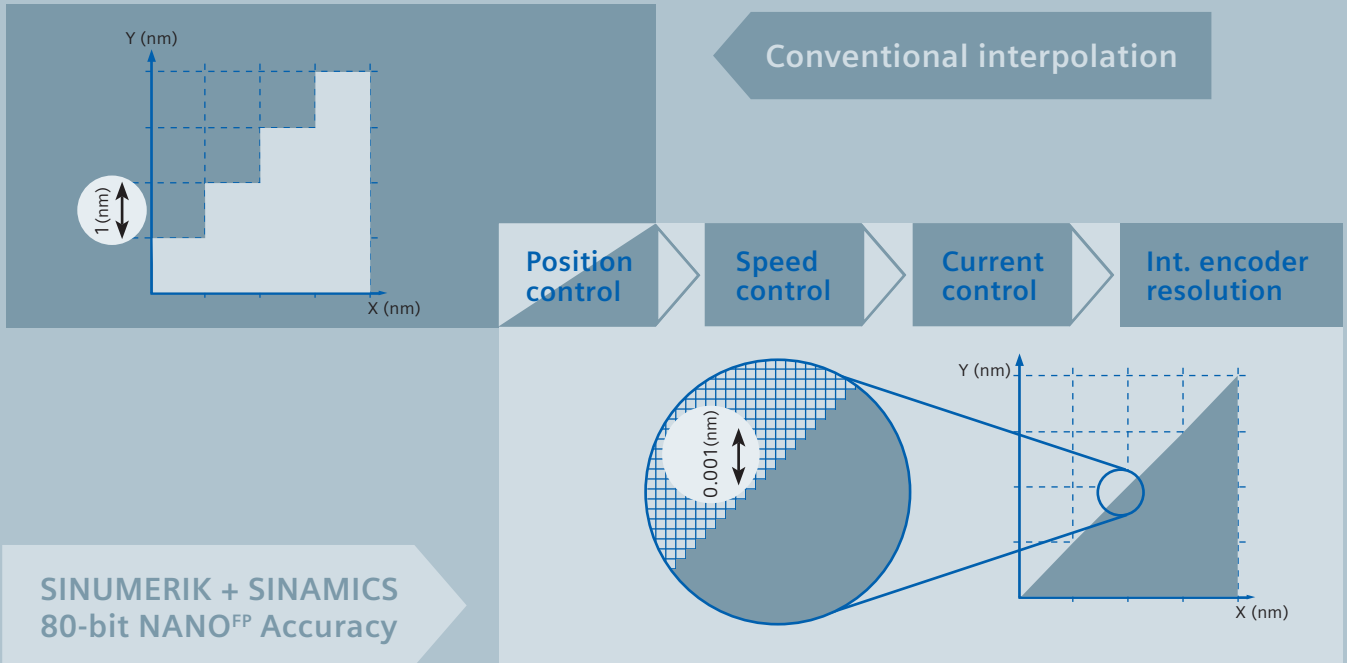 Y (nm)
1 (nm)
X (nm)
Conventional interpolation
Position
control
Speed
control
Current
control
Int. encoder
resolution
0.001(nm)
Y (nm)
X (nm)
SINUMERIK + SINAMICS
80-bit NANOFP Accuracy